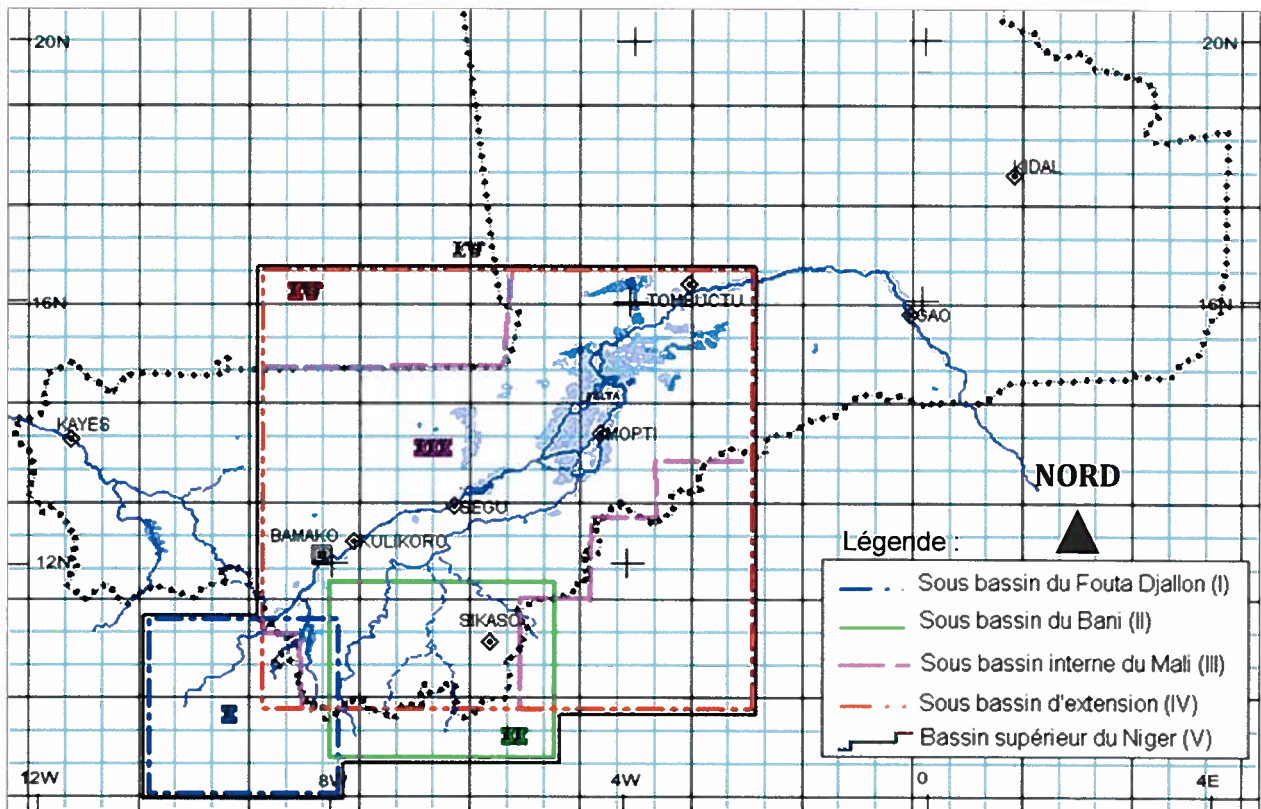 20N
20N
KIDAL
IV
IV
16N
TOMBUCTU
16N
GAO
DELTA
KAYES
MOPTI
III
SEGU
NORD
BAMAKO
KULIKORO
12N
SIKASO
I
II
12W
8W
4W
0
4E
Légende :
Sous bassin du Fouta Djallon (I)
Sous bassin du Bani (II)
Sous bassin interne du Mali (III)
Sous bassin d'extension (IV)
Bassin supérieur du Niger (V)